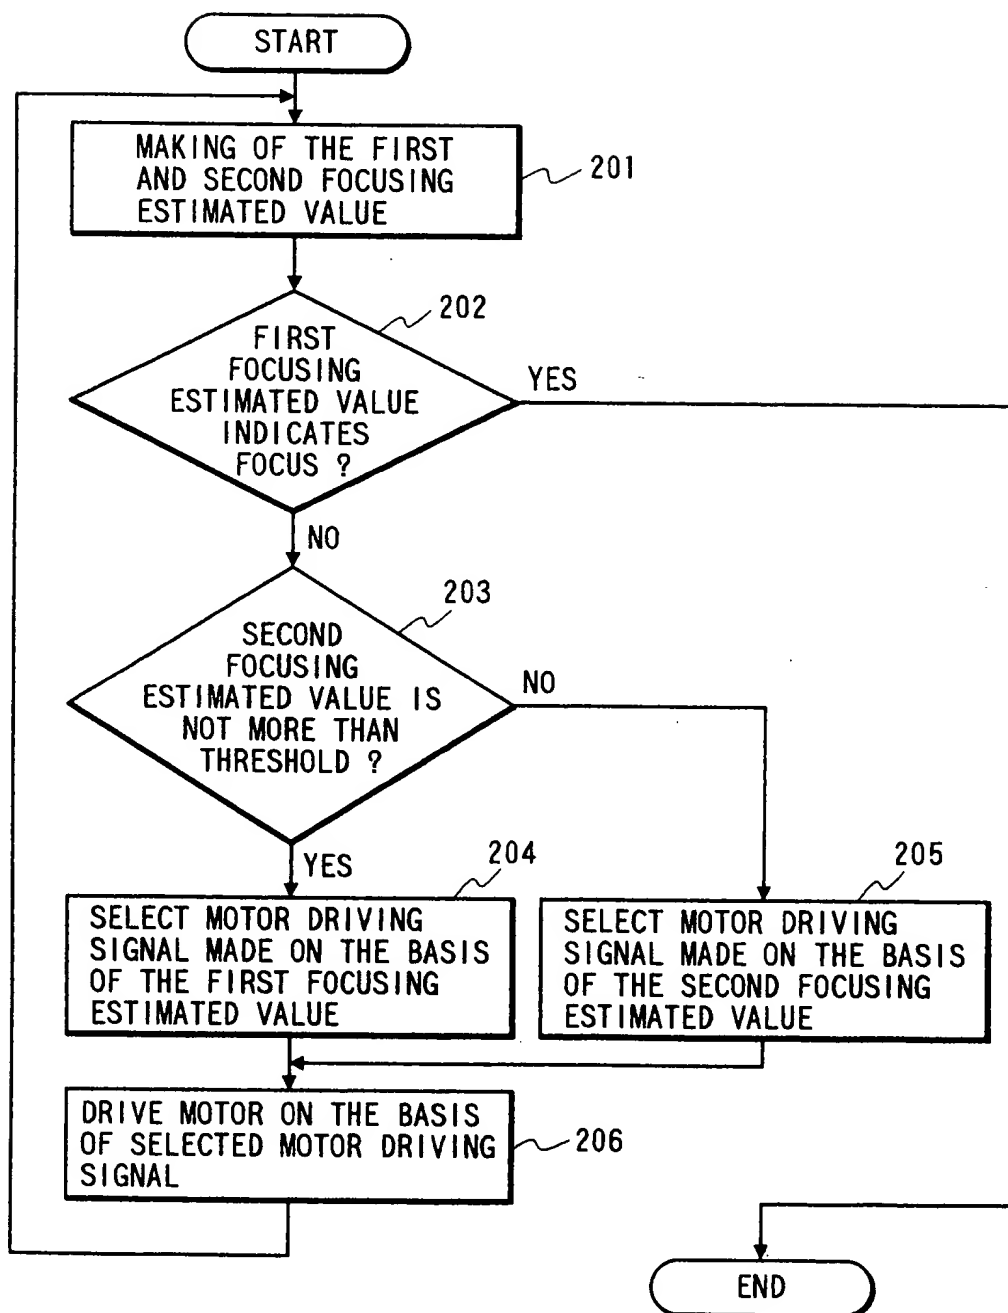 START
MAKING OF THE FIRST
AND SECOND FOCUSING
ESTIMATED VALUE
201
202
FIRST
FOCUSING
ESTIMATED VALUE
INDICATES
FOCUS ?
YES
NO
203
SECOND
FOCUSING
ESTIMATED VALUE IS
NOT MORE THAN
THRESHOLD ?
NO
YES
204
SELECT MOTOR DRIVING
SIGNAL MADE ON THE BASIS
OF THE FIRST FOCUSING
ESTIMATED VALUE
205
SELECT MOTOR DRIVING
SIGNAL MADE ON THE BASIS
OF THE SECOND FOCUSING
ESTIMATED VALUE
DRIVE MOTOR ON THE BASIS
OF SELECTED MOTOR DRIVING
SIGNAL
206
END